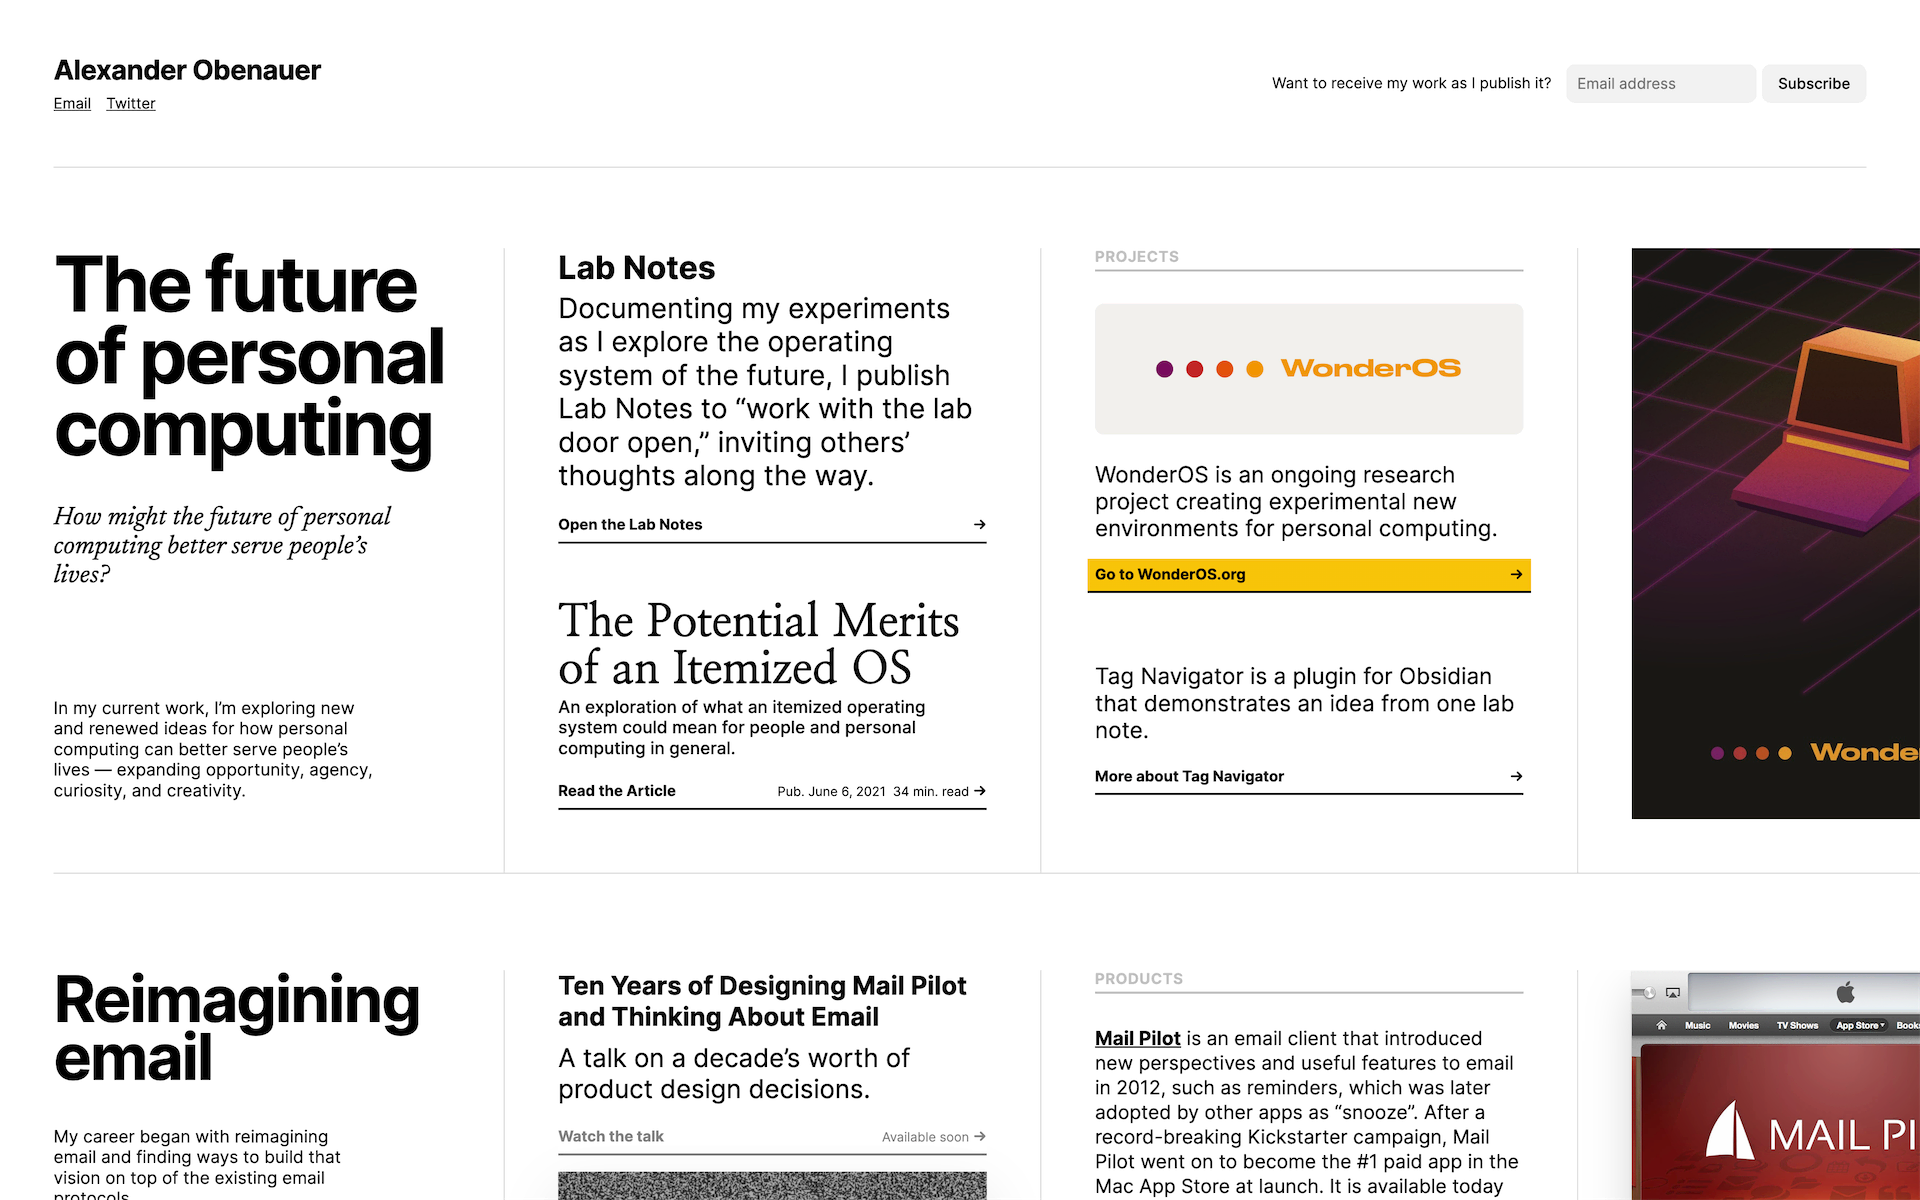 Alexander Obenauer
Email Twitter
Want to receive my work as I publish it? Email address Subscribe
The future
of personal
computing
How might the future of personal
computing better serve people’s
lives?
In my current work, I’m exploring new
and renewed ideas for how personal
computing can better serve people’s
lives — expanding opportunity, agency,
curiosity, and creativity.
Lab Notes
Documenting my experiments
as I explore the operating
system of the future, I publish
Lab Notes to “work with the lab
door open,” inviting others’
thoughts along the way.
Open the Lab Notes →
The Potential Merits
of an Itemized OS
An exploration of what an itemized operating
system could mean for people and personal
computing in general.
Read the Article Pub. June 6, 2021 34 min. read →
PROJECTS
WonderOS
WonderOS is an ongoing research
project creating experimental new
environments for personal computing.
Go to WonderOS.org →
Tag Navigator is a plugin for Obsidian
that demonstrates an idea from one lab
note.
More about Tag Navigator →
Wonde
Reimagining
email
My career began with reimagining
email and finding ways to build that
vision on top of the existing email
protocols
Ten Years of Designing Mail Pilot
and Thinking About Email
A talk on a decade’s worth of
product design decisions.
Watch the talk Available soon →
PRODUCTS
Mail Pilot is an email client that introduced
new perspectives and useful features to email
in 2012, such as reminders, which was later
adopted by other apps as “snooze”. After a
record-breaking Kickstarter campaign, Mail
Pilot went on to become the #1 paid app in the
Mac App Store at launch. It is available today
Music Movies TV Shows App Store Book
MAIL PI